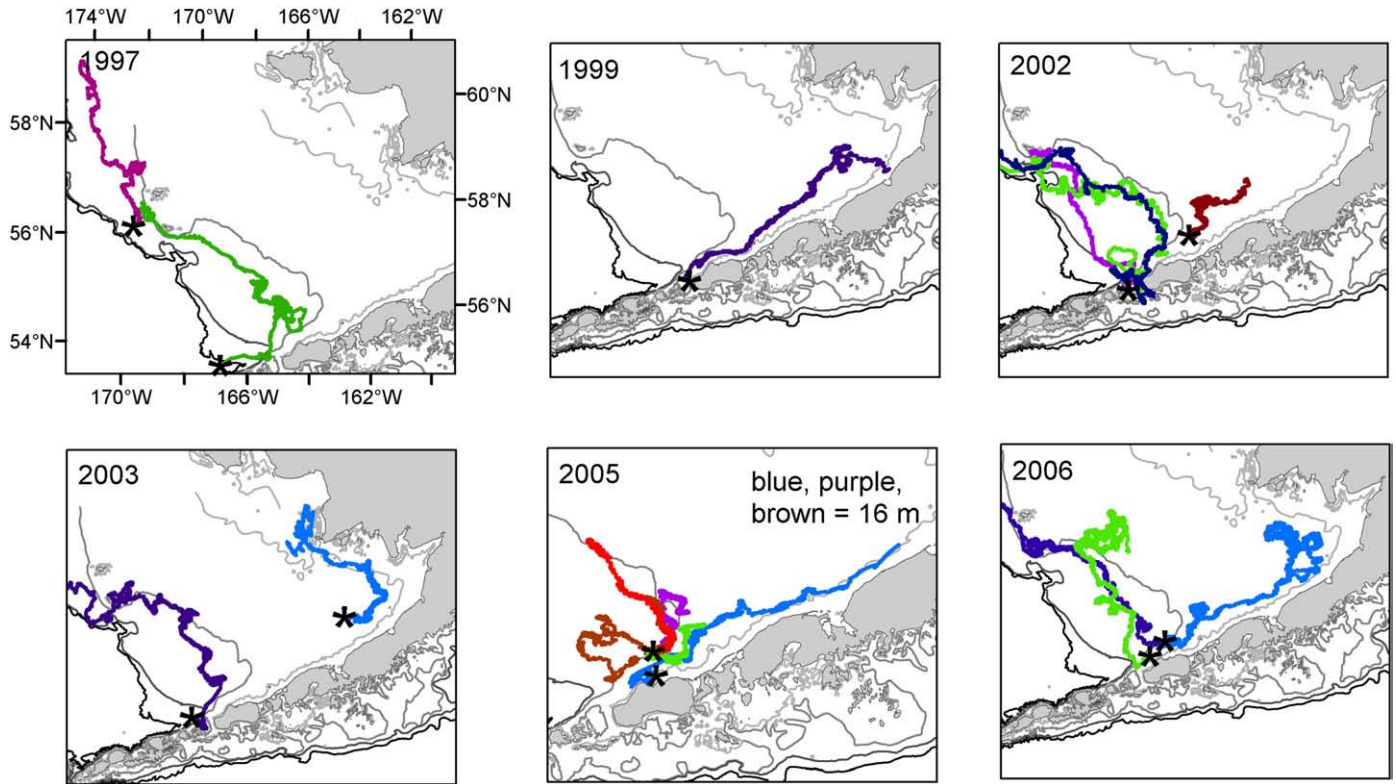 174°W 170°W 166°W 162°W
1997
1999
2002
60°N
58°N
58°N
56°N
56°N
54°N
170°W 166°W 162°W
2003
2005
blue, purple,
brown = 16 m
2006